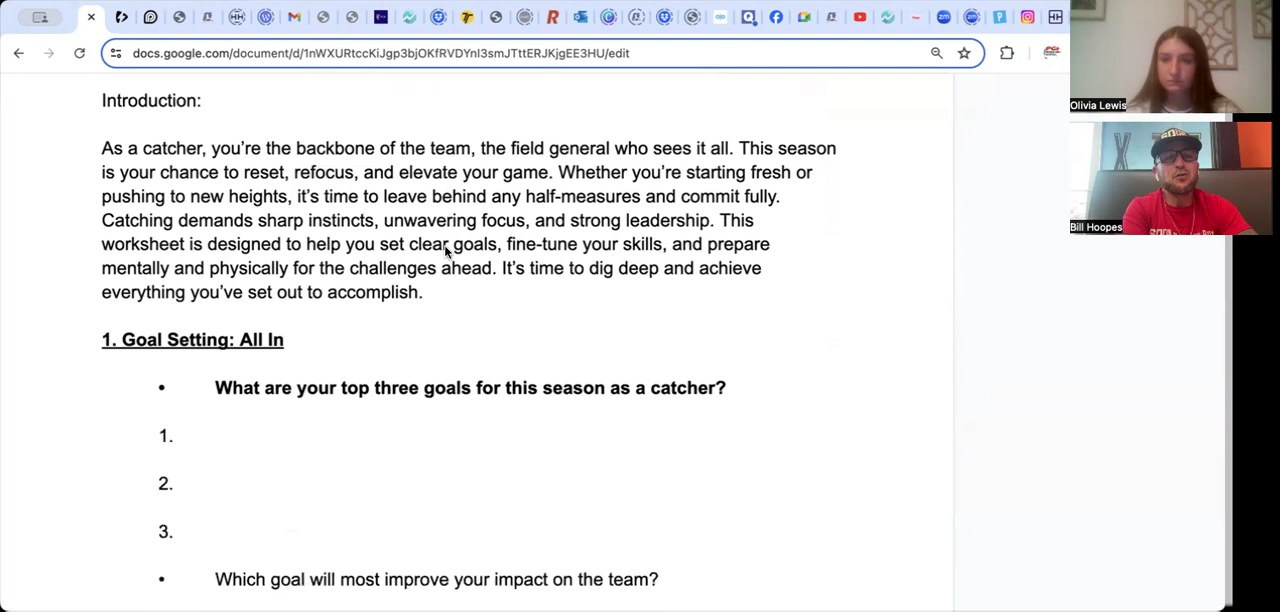 docs.google.com/document/d/1nWXURtccKiJgp3bjOKfRVDYnI3smJTttERJKjgEE3HU/edit
Introduction:
As a catcher, you're the backbone of the team, the field general who sees it all. This season
is your chance to reset, refocus, and elevate your game. Whether you're starting fresh or
pushing to new heights, it's time to leave behind any half-measures and commit fully.
Catching demands sharp instincts, unwavering focus, and strong leadership. This
worksheet is designed to help you set clear goals, fine-tune your skills, and prepare
mentally and physically for the challenges ahead. It's time to dig deep and achieve
everything you've set out to accomplish.
1. Goal Setting: All In
• What are your top three goals for this season as a catcher?
1.
2.
3.
• Which goal will most improve your impact on the team?
Olivia Lewis
Bill Hoopes